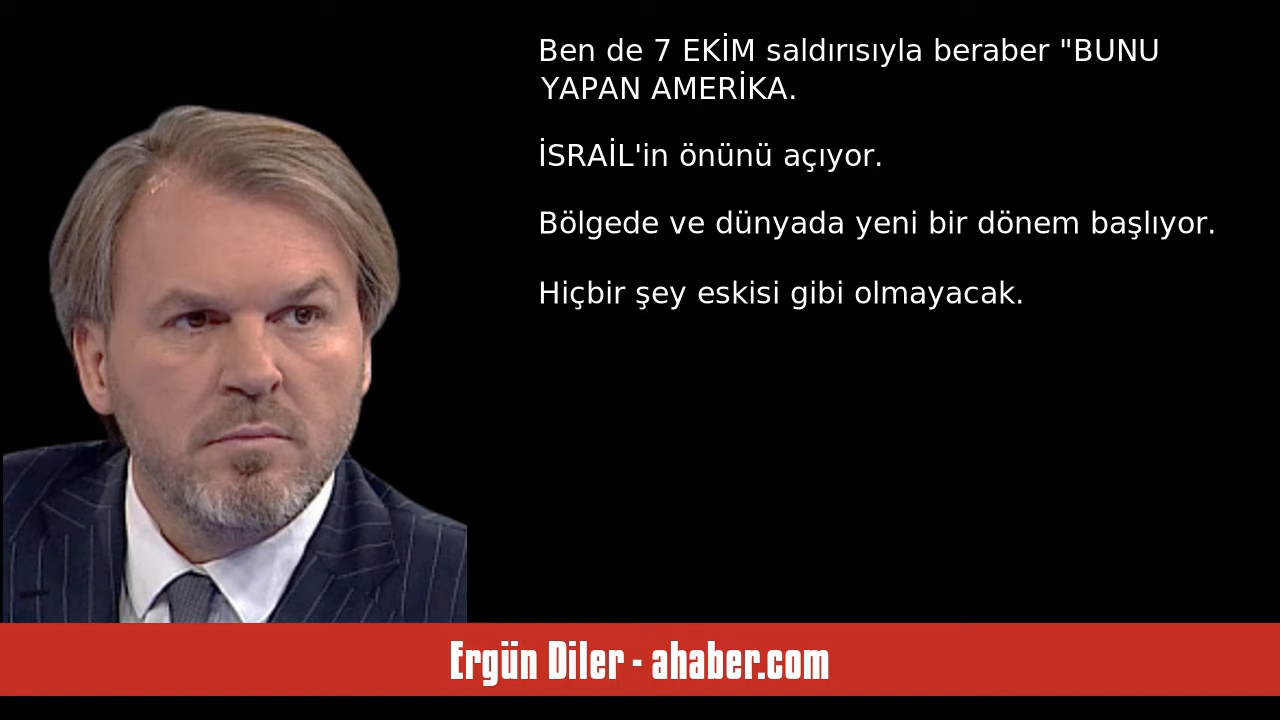 Ben de 7 EKİM saldırısıyla beraber "BUNU
YAPAN AMERİKA.
İSRAİL'in önünü açıyor.
Bölgede ve dünyada yeni bir dönem başlıyor.
Hiçbir şey eskisi gibi olmayacak.
Ergün Diler - ahaber.com